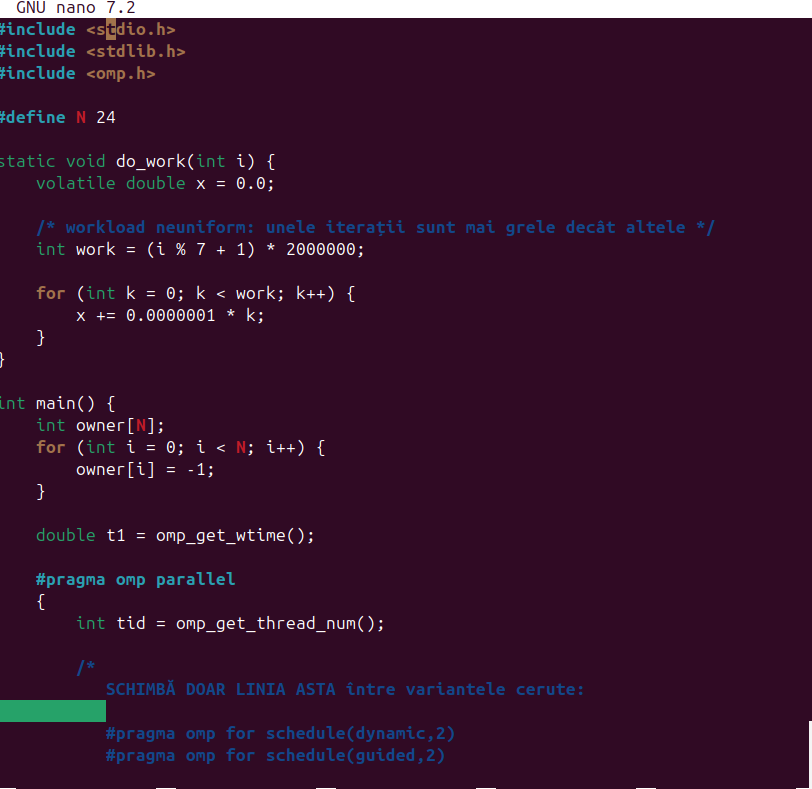 GNU nano 7.2
#include <stdio.h>
#include <stdlib.h>
#include <omp.h>
#define N 24
static void do_work(int i) {
volatile double x = 0.0;
/* workload neuniform: unele iterații sunt mai grele decât altele */
int work = (i % 7 + 1) * 2000000;
for (int k = 0; k < work; k++) {
x += 0.0000001 * k;
}
}
int main() {
int owner[N];
for (int i = 0; i < N; i++) {
owner[i] = -1;
}
double t1 = omp_get_wtime();
#pragma omp parallel
{
int tid = omp_get_thread_num();
/*
SCHIMBĂ DOAR LINIA ASTA între variantele cerute:
#pragma omp for schedule(dynamic,2)
#pragma omp for schedule(guided,2)